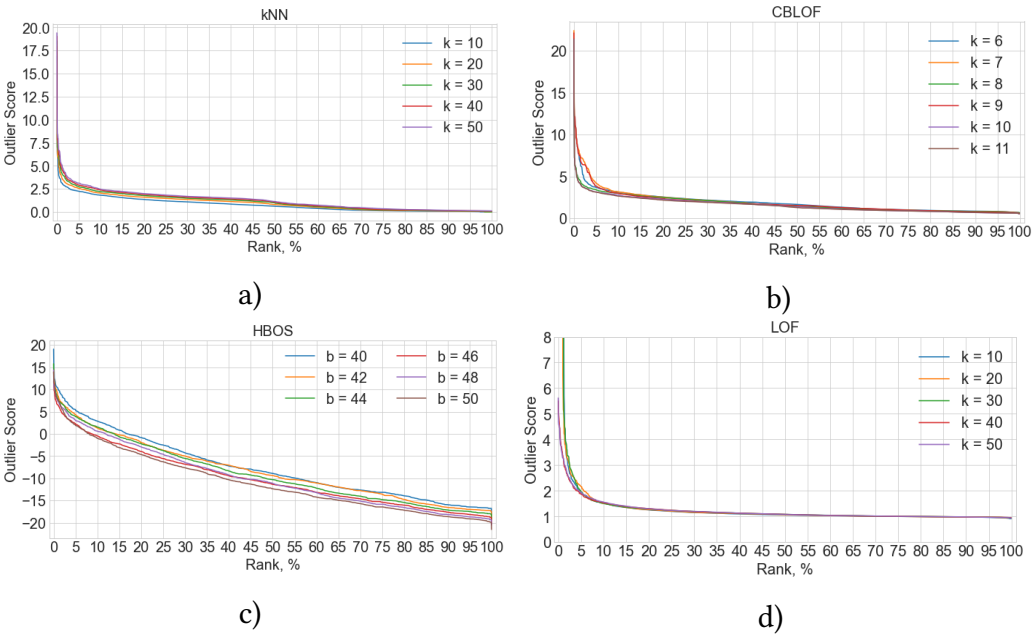 kNN
Outlier Score
20.0
17.5
15.0
12.5
10.0
7.5
5.0
2.5
0.0
k = 10
k = 20
k = 30
k = 40
k = 50
0 5 10 15 20 25 30 35 40 45 50 55 60 65 70 75 80 85 90 95 100
Rank, %
a)
CBLOF
Outlier Score
20
10
0
k = 6
k = 7
k = 8
k = 9
k = 10
k = 11
0 5 10 15 20 25 30 35 40 45 50 55 60 65 70 75 80 85 90 95 100
Rank, %
b)
HBOS
Outlier Score
20
15
10
5
0
−5
−10
−15
−20
b = 40 b = 46
b = 42 b = 48
b = 44 b = 50
0 5 10 15 20 25 30 35 40 45 50 55 60 65 70 75 80 85 90 95 100
Rank, %
c)
LOF
Outlier Score
8
7
6
5
4
3
2
1
0
k = 10
k = 20
k = 30
k = 40
k = 50
0 5 10 15 20 25 30 35 40 45 50 55 60 65 70 75 80 85 90 95 100
Rank, %
d)